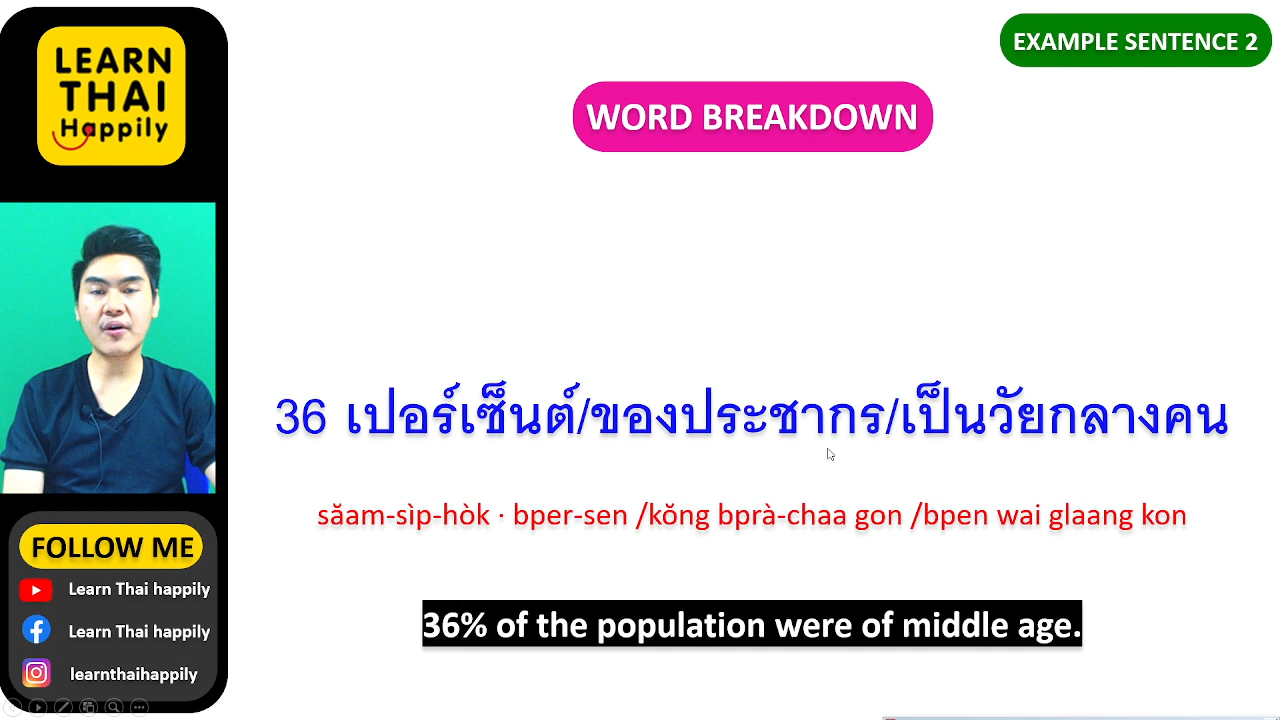 LEARN
THAI
Happily
EXAMPLE SENTENCE 2
WORD BREAKDOWN
36 เปอร์เซ็นต์/ของประชากร/เป็นวัยกลางคน
săam-sìp-hòk · bper-sen /kŏng bprà-chaa gon /bpen wai glaang kon
36% of the population were of middle age.
FOLLOW ME
Learn Thai happily
Learn Thai happily
learnthaihappily